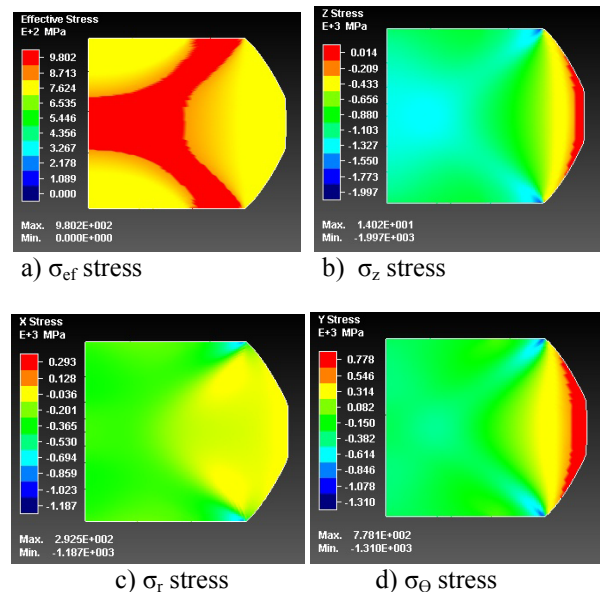 Effective Stress
E+2 MPa
9.802
8.713
7.624
6.535
5.446
4.356
3.267
2.178
1.089
0.000
Max. 9.802E+002
Min. 0.000E+000
a) σef stress
Z Stress
E+3 MPa
0.014
-0.209
-0.433
-0.656
-0.880
-1.103
-1.327
-1.550
-1.773
-1.997
Max. 1.402E+001
Min. -1.997E+003
b) σz stress
X Stress
E+3 MPa
0.293
0.128
-0.036
-0.201
-0.365
-0.530
-0.694
-0.859
-1.023
-1.187
Max. 2.925E+002
Min. -1.187E+003
c) σr stress
Y Stress
E+3 MPa
0.778
0.546
0.314
0.082
-0.150
-0.382
-0.614
-0.846
-1.078
-1.310
Max. 7.781E+002
Min. -1.310E+003
d) σΘ stress